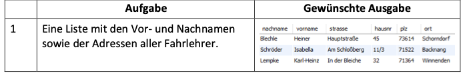 Aufgabe Gewünschte Ausgabe
1 Eine Liste mit den Vor- und Nachnamen
sowie der Adressen aller Fahrlehrer.
nachname vorname strasse hausnr plz ort
Blechle Heiner Hauptstraße 45 73614 Schorndorf
Schröder Isabella Am Schloßberg 11/3 71522 Backnang
Lempke Karl-Heinz In der Bleiche 32 71364 Winnenden